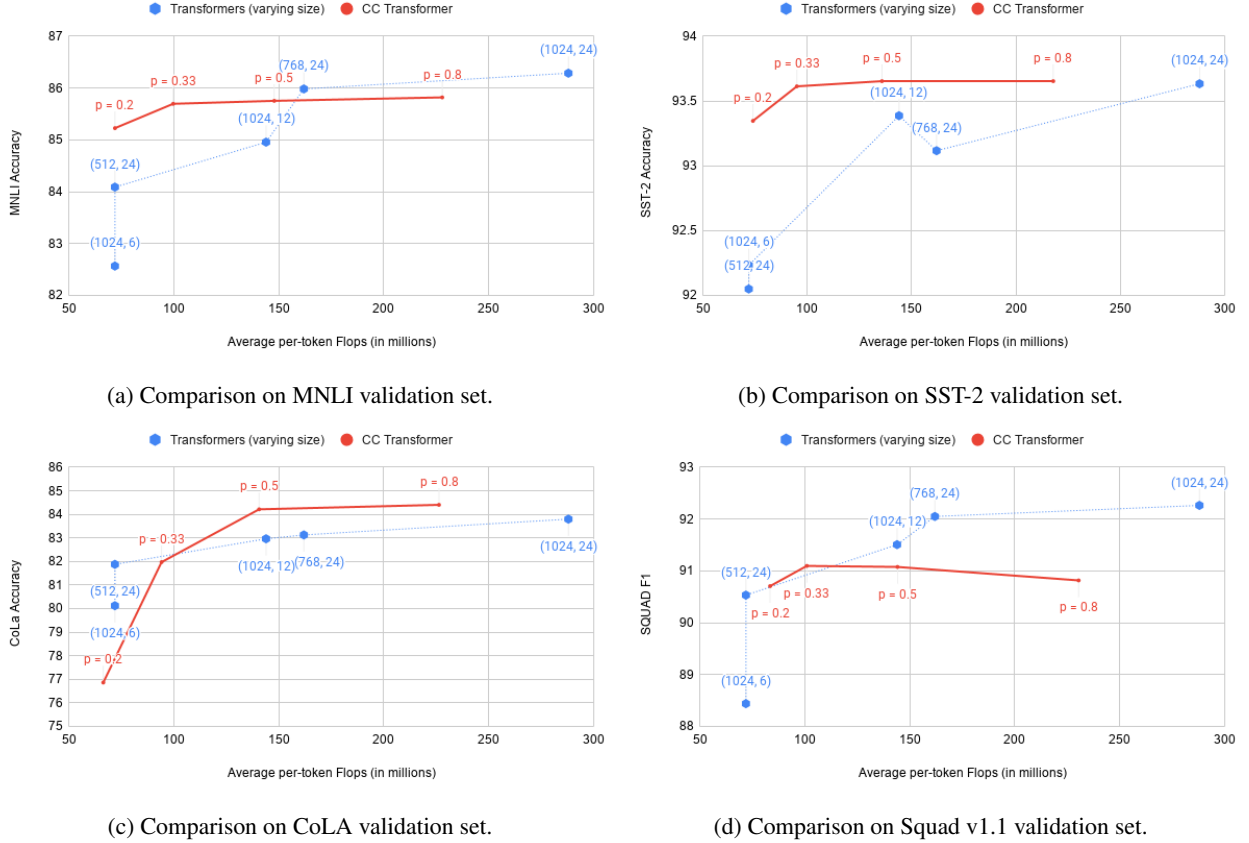 Transformers (varying size) CC Transformer
MNLI Accuracy
87
86
85
84
83
82
(1024, 24)
(768, 24)
p = 0.5
p = 0.8
p = 0.33
p = 0.2
(1024, 12)
(512, 24)
(1024, 6)
50 100 150 200 250 300
Average per-token Flops (in millions)
(a) Comparison on MNLI validation set.
Transformers (varying size) CC Transformer
SST-2 Accuracy
94
93.5
93
92.5
92
(1024, 24)
p = 0.33
p = 0.5
p = 0.8
p = 0.2
(1024, 12)
(768, 24)
(1024, 6)
(512, 24)
50 100 150 200 250 300
Average per-token Flops (in millions)
(b) Comparison on SST-2 validation set.
Transformers (varying size) CC Transformer
CoLa Accuracy
86
85
84
83
82
81
80
79
78
77
76
75
p = 0.5
p = 0.8
p = 0.33
(1024, 24)
(1024, 12)
(768, 24)
(512, 24)
(1024, 6)
p = 0.2
50 100 150 200 250 300
Average per-token Flops (in millions)
(c) Comparison on CoLA validation set.
Transformers (varying size) CC Transformer
SQUAD F1
93
92
91
90
89
88
(1024, 24)
(768, 24)
(1024, 12)
(512, 24)
p = 0.33
p = 0.5
p = 0.2
p = 0.8
(1024, 6)
50 100 150 200 250 300
Average per-token Flops (in millions)
(d) Comparison on Squad v1.1 validation set.